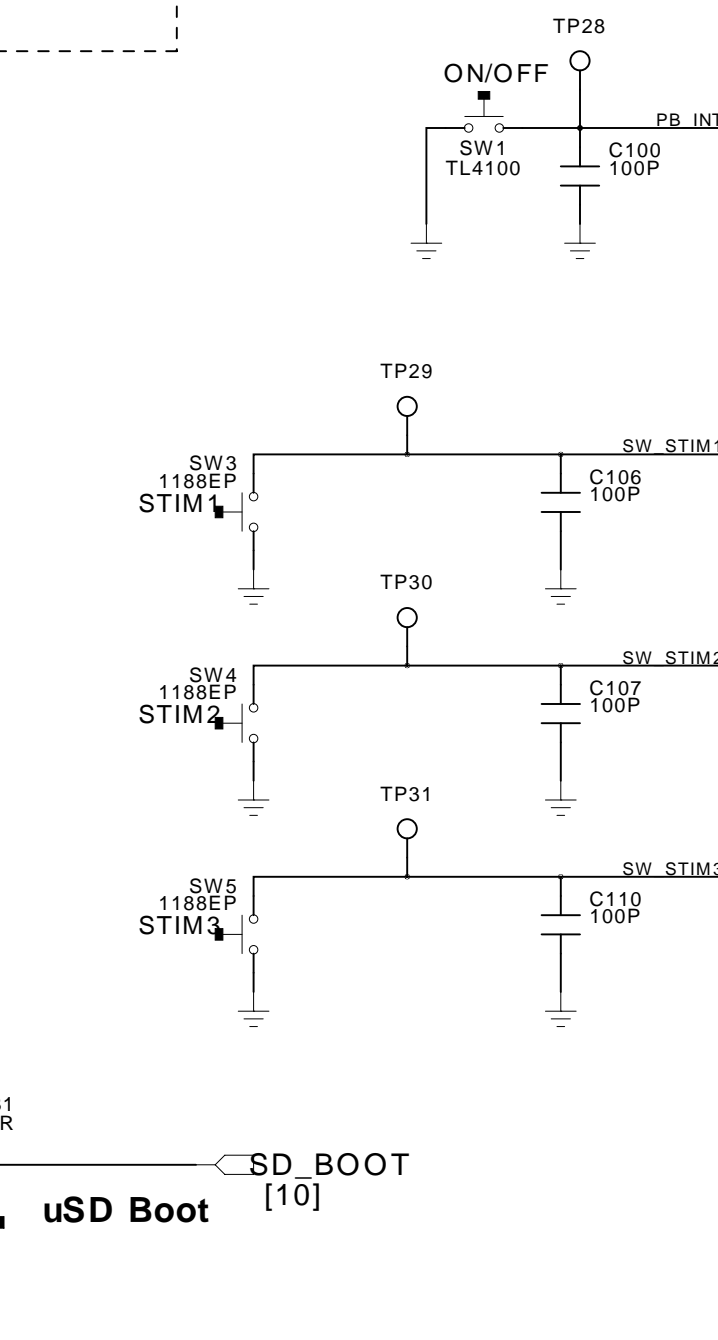 TP28
ON/OFF
PB_INT
SW1
TL4100
C100
100P
TP29
SW_STIM1
SW3
1188EP
STIM1
C106
100P
TP30
SW_STIM2
SW4
1188EP
STIM2
C107
100P
TP31
SW_STIM3
SW5
1188EP
STIM3
C110
100P
R
SD_BOOT
[10]
uSD Boot